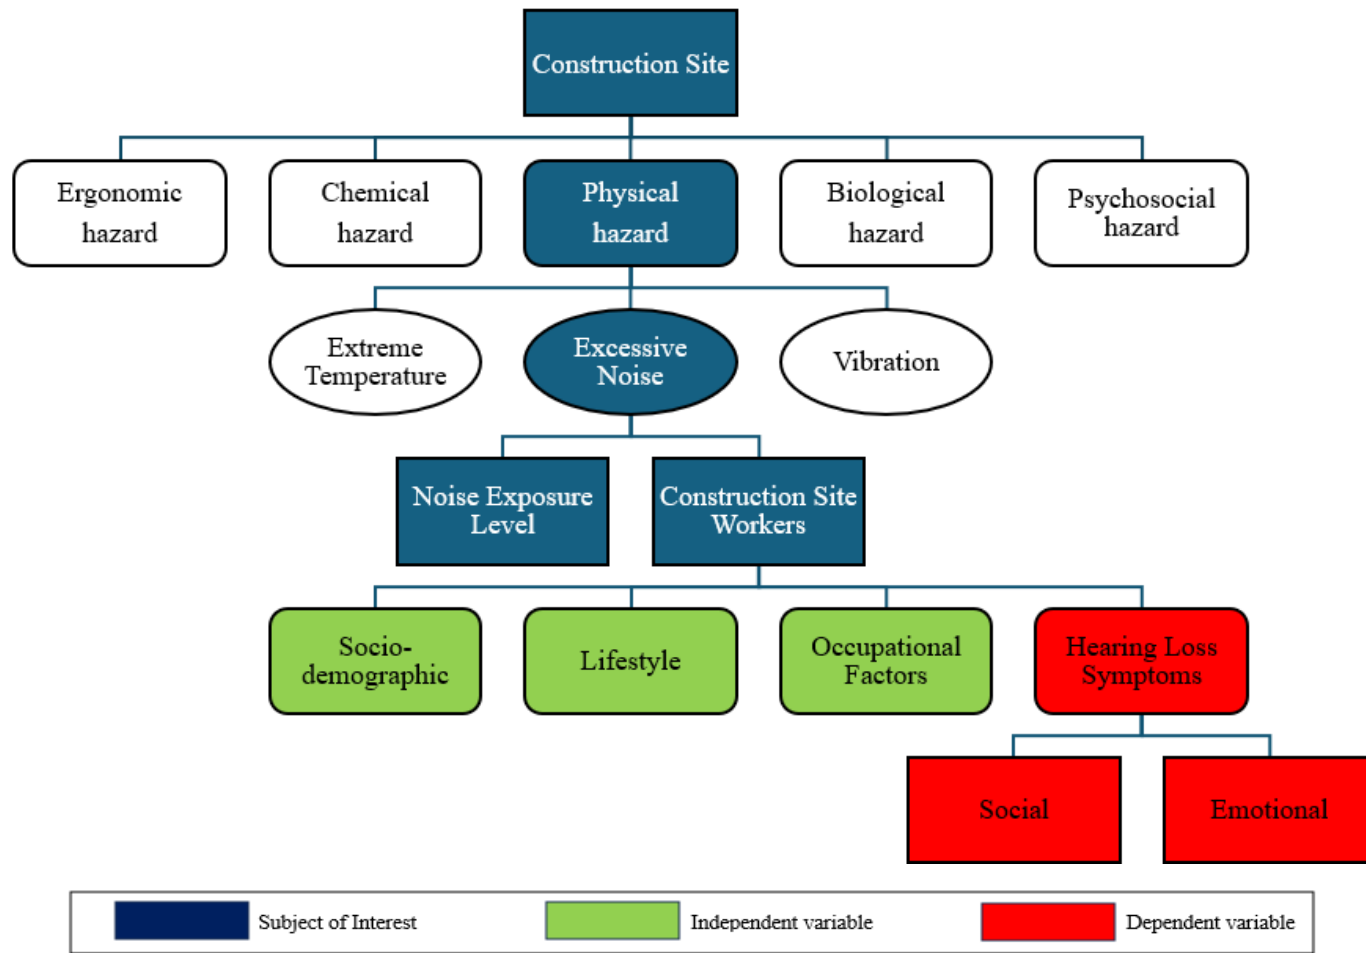 Construction Site
Ergonomic
hazard
Chemical
hazard
Physical
hazard
Biological
hazard
Psychosocial
hazard
Extreme
Temperature
Excessive
Noise
Vibration
Noise Exposure
Level
Construction Site
Workers
Socio-
demographic
Lifestyle
Occupational
Factors
Hearing Loss
Symptoms
Social
Emotional
Subject of Interest
Independent variable
Dependent variable